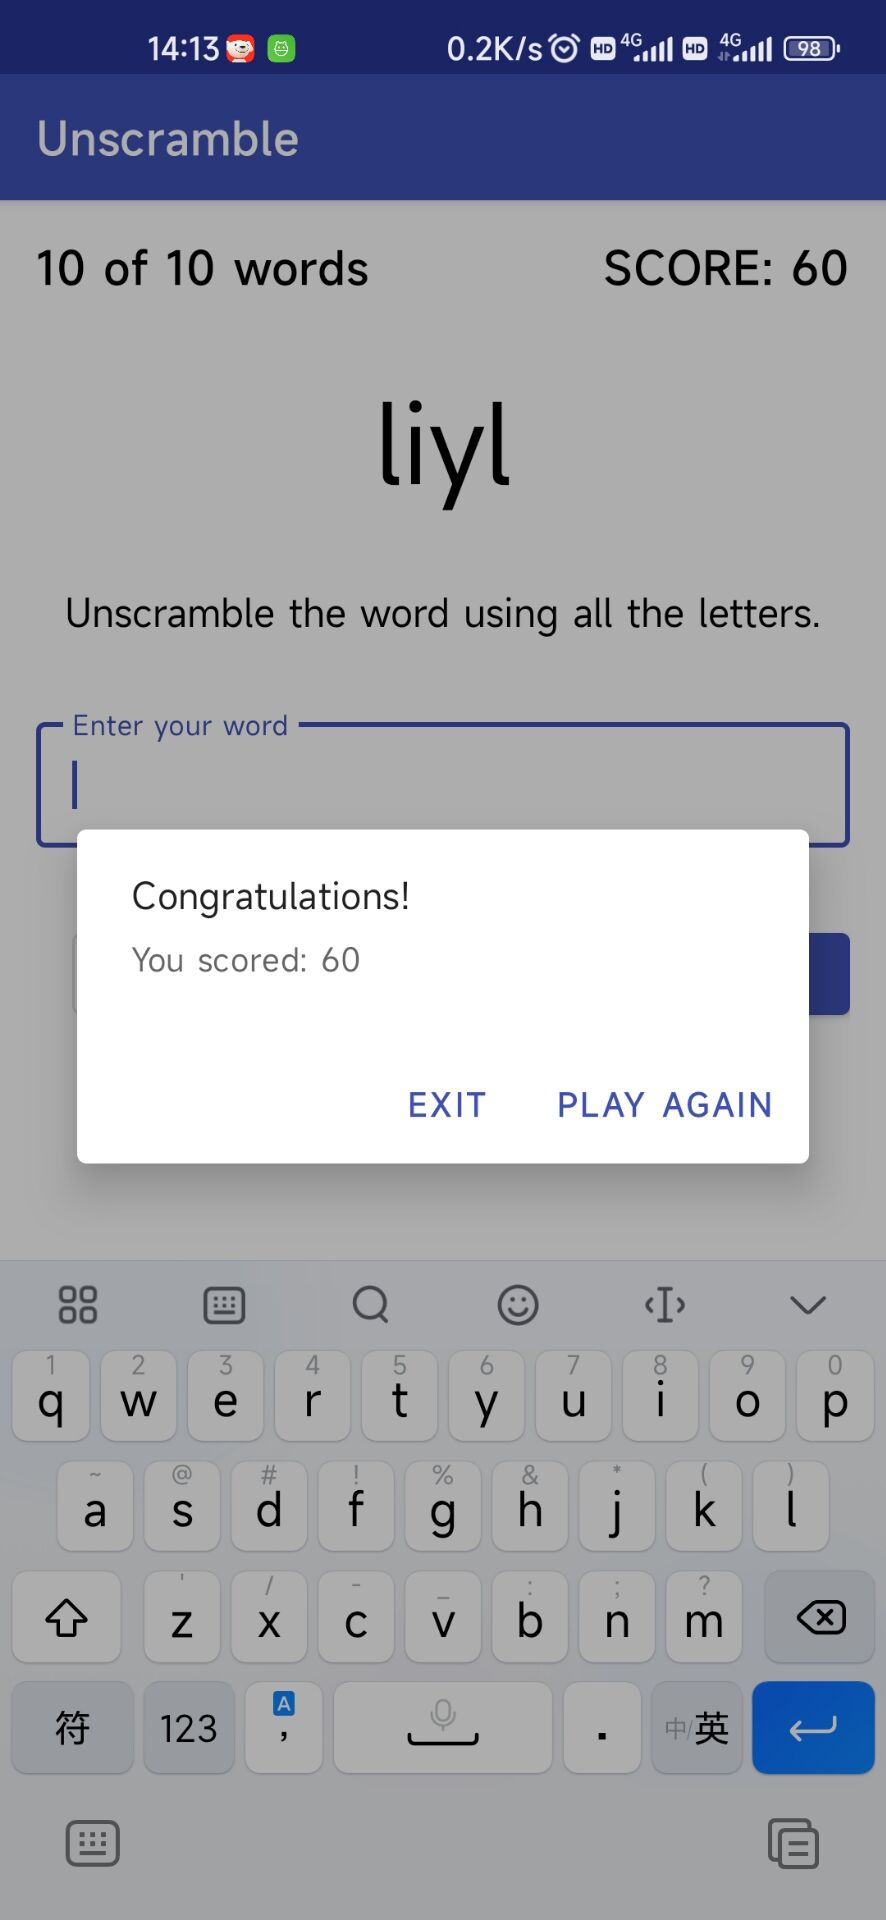 14:13 0.2K/s HD 4G HD 4G 98
Unscramble
10 of 10 words SCORE: 60
liyl
Unscramble the word using all the letters.
Enter your word
Congratulations!
You scored: 60
EXIT PLAY AGAIN
1 2 3 4 5 6 7 8 9 0
q w e r t y u i o p
~ @ # ! % & * ( )
a s d f g h j k l
' / - _ : ; ?
z x c v b n m
符 123 A , . 中/英